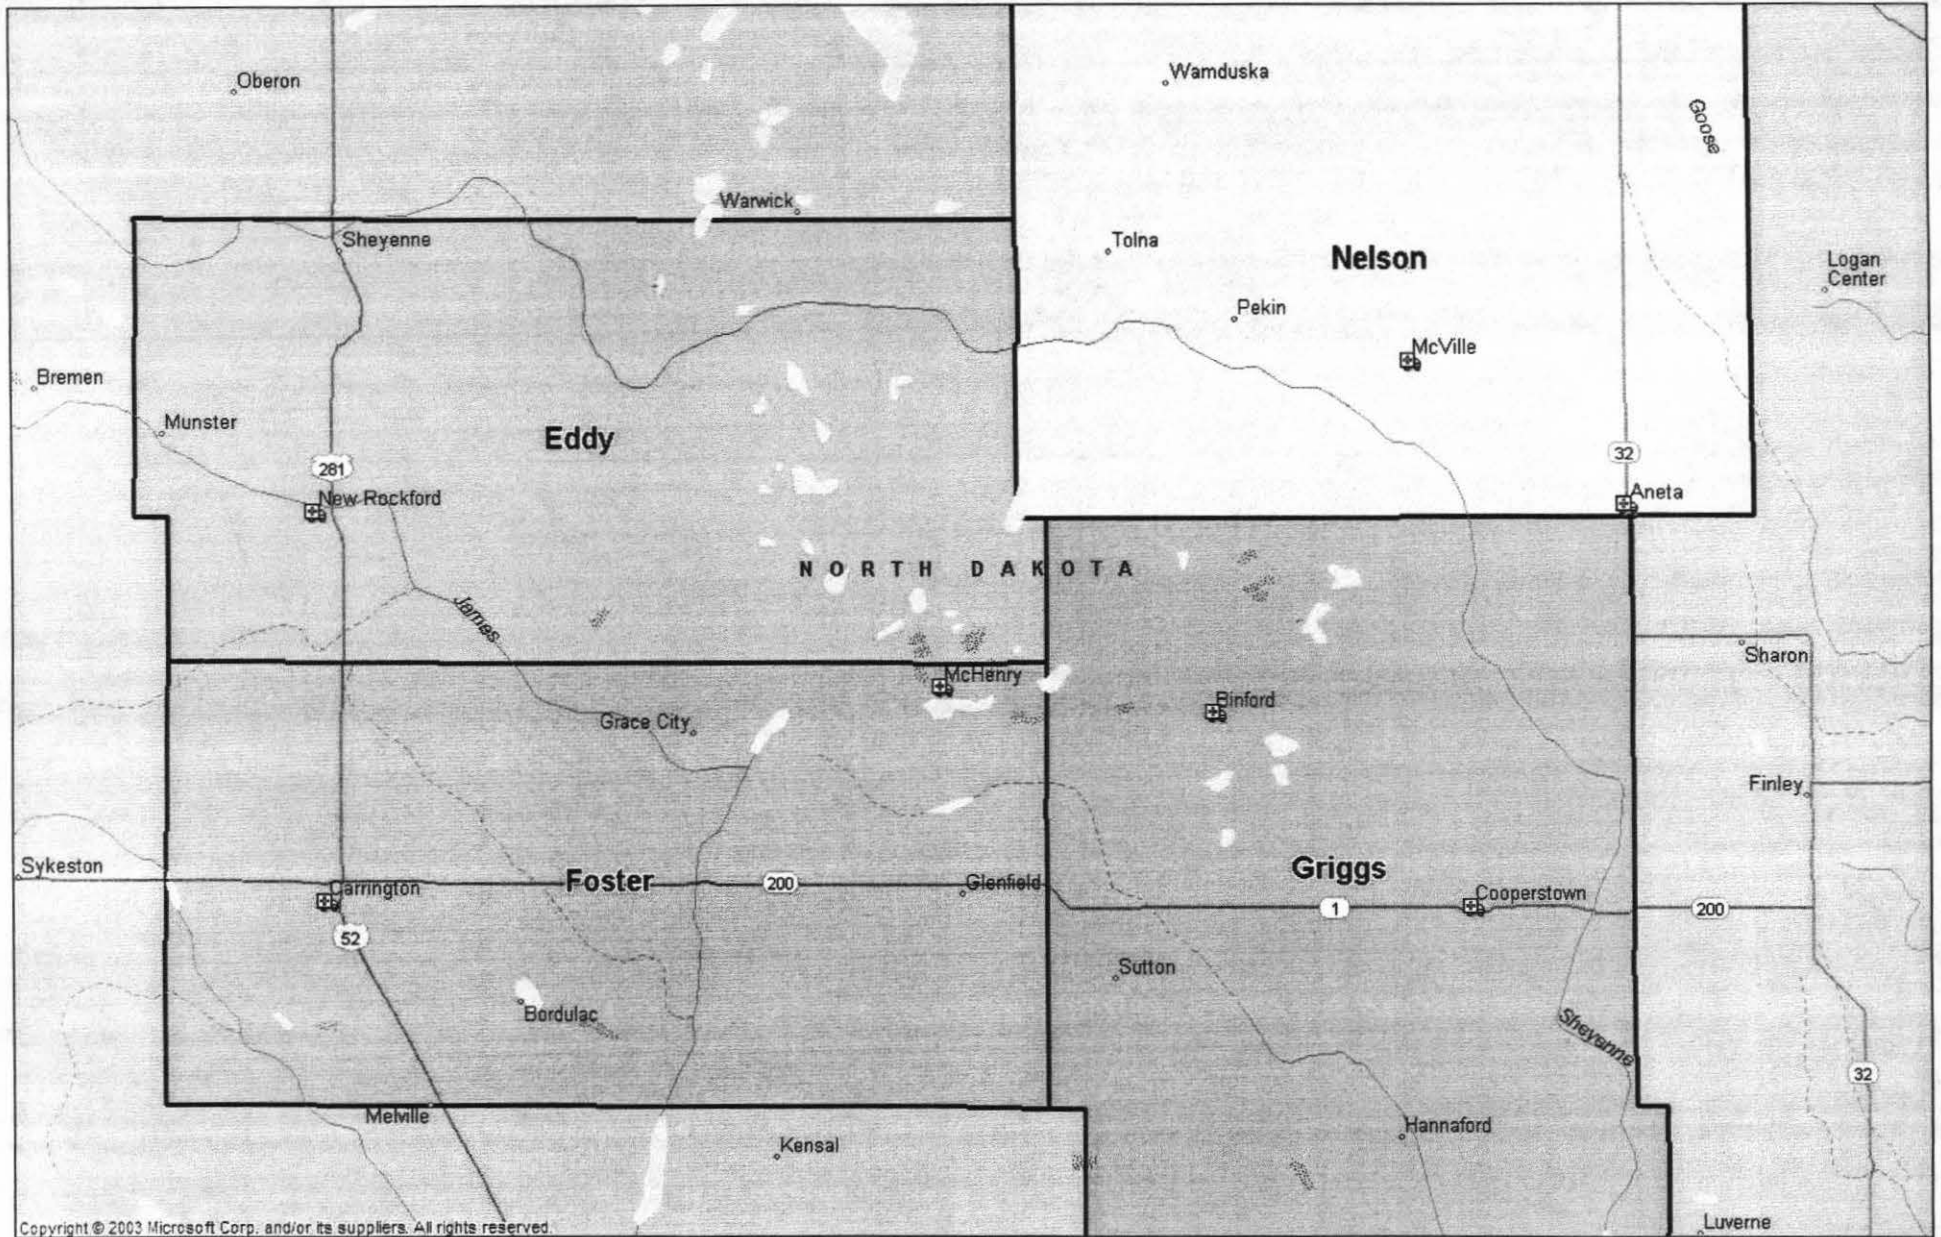 Oberon
Wamduska
Goose
Warwick
Sheyenne
Tolna
Nelson
Logan
Center
Pekin
McVille
Bremen
Munster
Eddy
281
32
New Rockford
Aneta
NORTH DAKOTA
James
Sharon
McHenry
Binford
Grace City
Finley
Sykeston
Carrington
Foster
200
Glenfield
Griggs
Cooperstown
1
200
52
Sutton
Bordulac
Sheyenne
32
Melville
Hannaford
Kensal
Luverne
Copyright © 2003 Microsoft Corp. and/or its suppliers. All rights reserved.